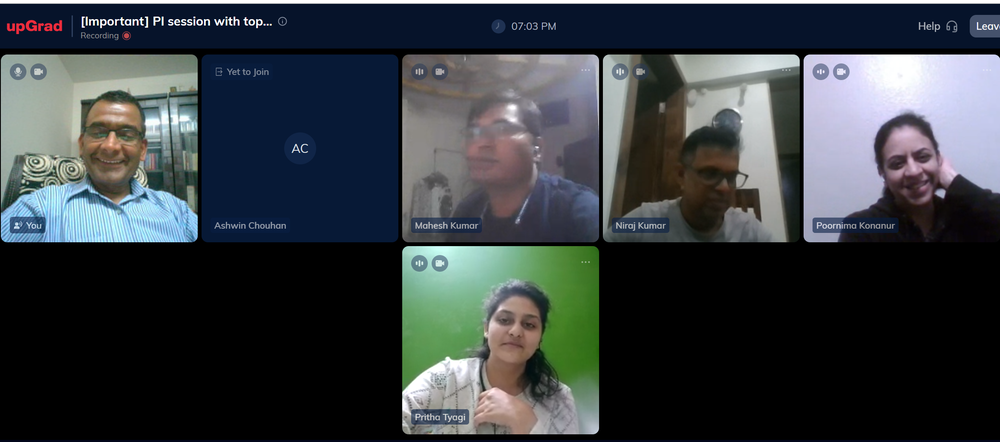 upGrad
[Important] PI session with top...
Recording
07:03 PM
Help
Leav
You
Yet to Join
AC
Ashwin Chouhan
Mahesh Kumar
Niraj Kumar
Poornima Konanur
Pritha Tyagi